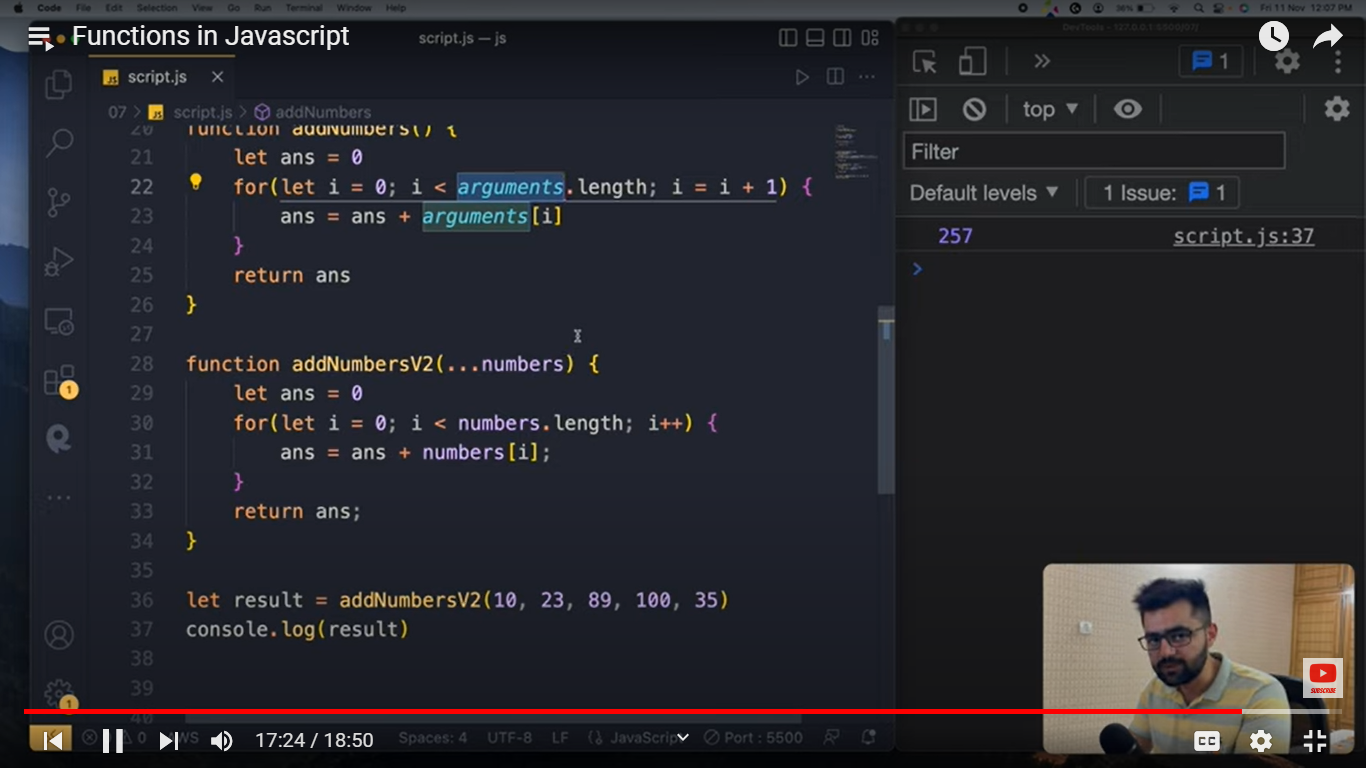 Code File Edit Selection View Go Run Terminal Window Help 36% Fri 11 Nov 12:07 PM
Functions in Javascript
script.js — js
DevTools - 127.0.0.1:5500/07/
script.js
1
07 > script.js > addNumbers
top
Filter
Default levels
1 Issue: 1
257 script.js:37
>
20 function addNumbers() {
21 let ans = 0
22 for(let i = 0; i < arguments.length; i = i + 1) {
23 ans = ans + arguments[i]
24 }
25 return ans
26 }
27
28 function addNumbersV2(...numbers) {
29 let ans = 0
30 for(let i = 0; i < numbers.length; i++) {
31 ans = ans + numbers[i];
32 }
33 return ans;
34 }
35
36 let result = addNumbersV2(10, 23, 89, 100, 35)
37 console.log(result)
38
39
40
1
1
SUBSCRIBE
17:24 / 18:50
0 Spaces: 4 UTF-8 LF {} JavaScript Port : 5500
CC